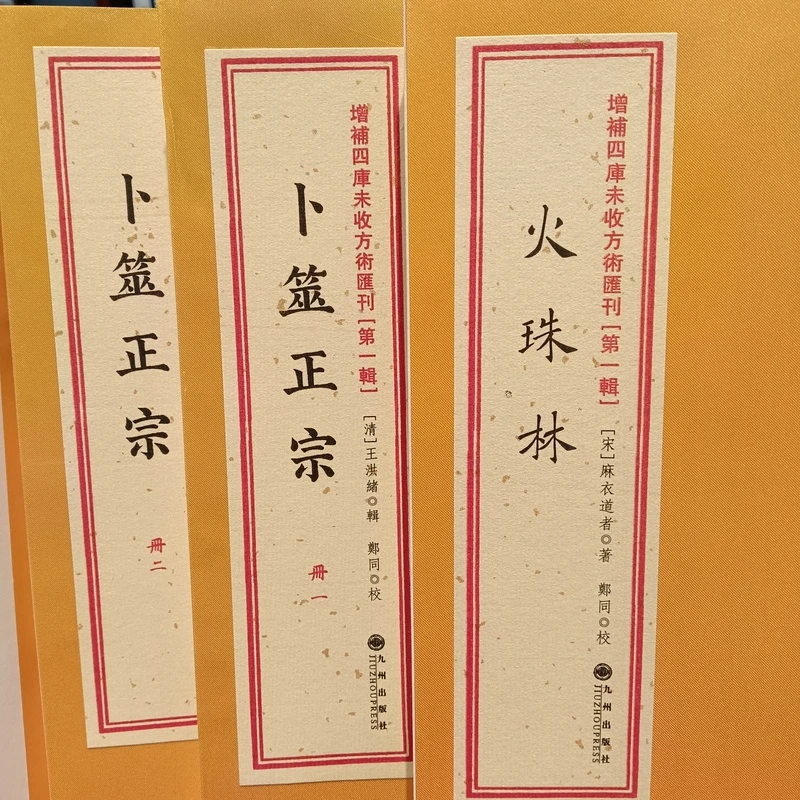 增補四庫未收方術匯刊[第一輯]
火珠林
[宋]麻衣道者◎著 鄭同◎校
九州出版社
JIUZHOUPRESS
增補四庫未收方術匯刊[第一輯]
卜筮正宗
冊一
[清]王洪緒◎輯 鄭同◎校
九州出版社
JIUZHOUPRESS
卜筮正宗
冊二